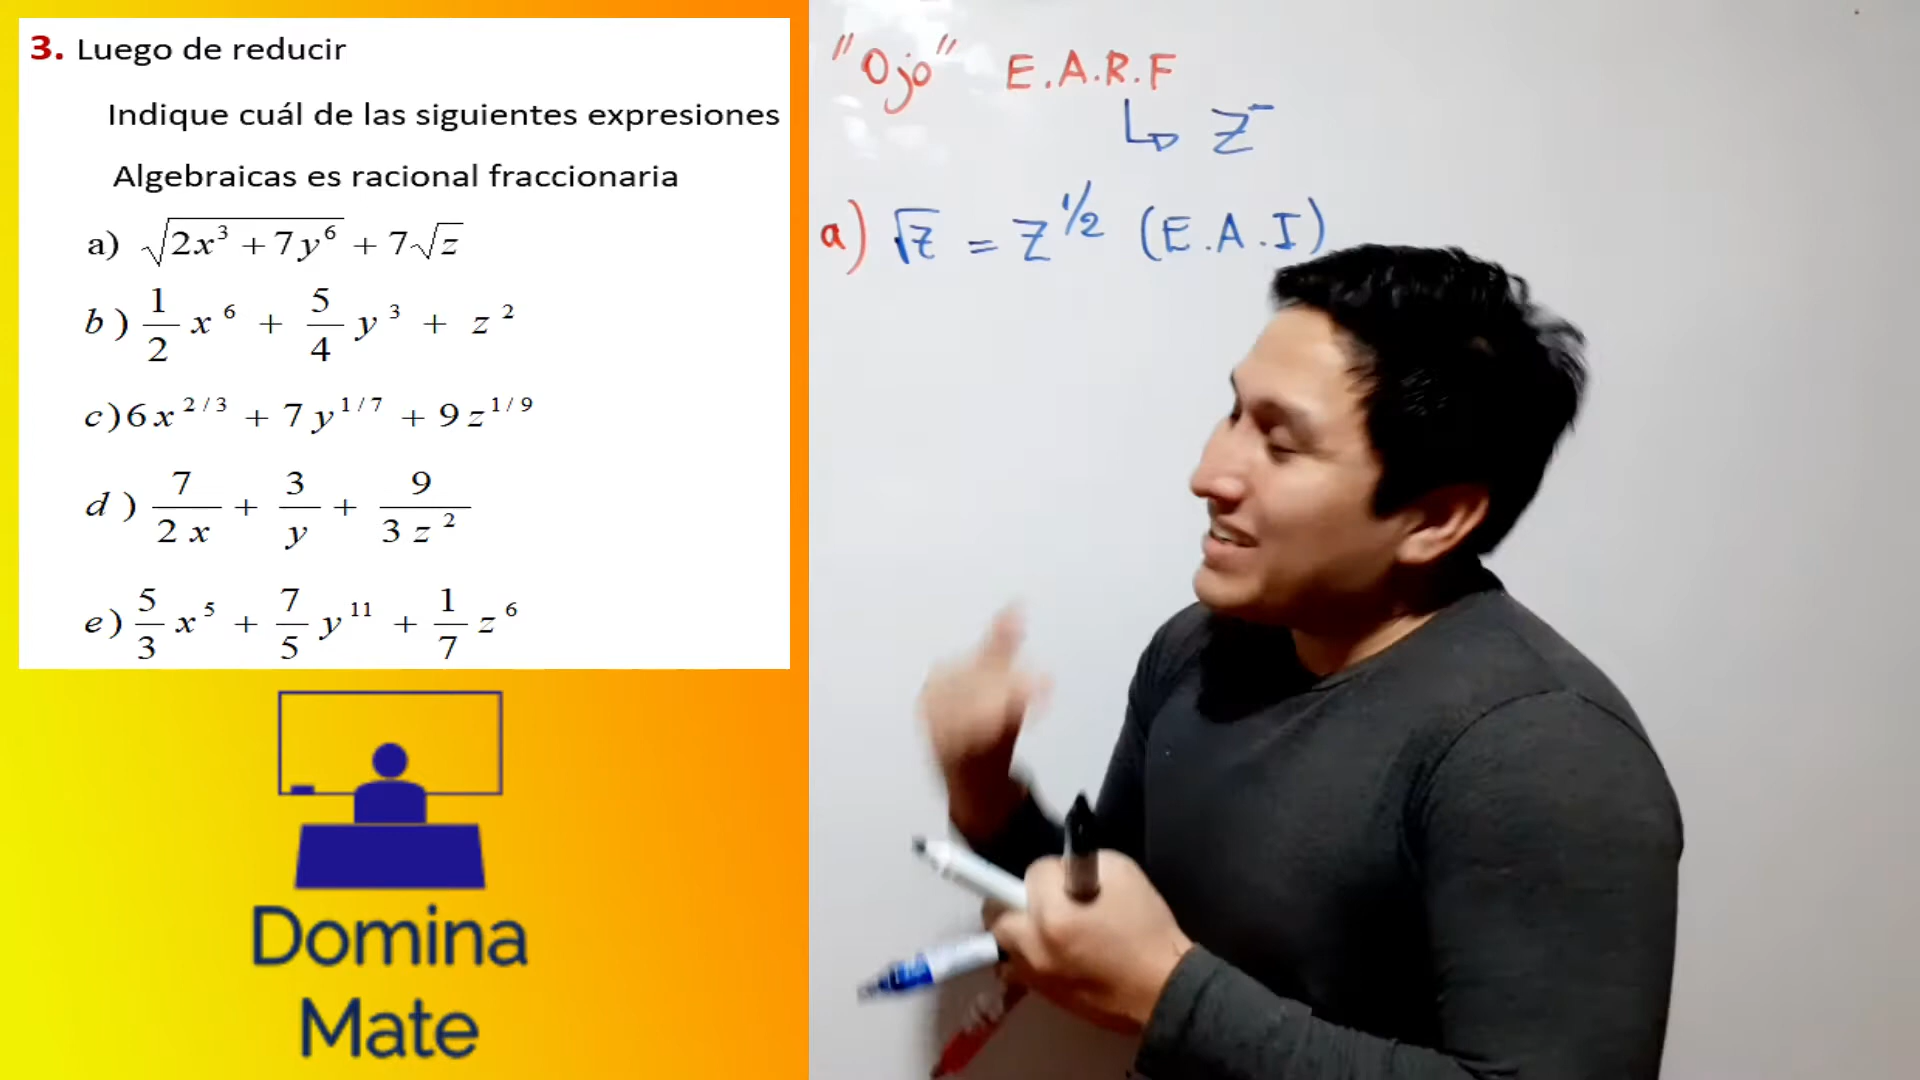 3. Luego de reducir
Indique cuál de las siguientes expresiones
Algebraicas es racional fraccionaria
a) √(2x³ + 7y⁶) + 7√z
b) 1/2 x⁶ + 5/4 y³ + z²
c) 6x^(2/3) + 7y^(1/7) + 9z^(1/9)
d) 7/(2x) + 3/y + 9/(3z²)
e) 5/3 x⁵ + 7/5 y¹¹ + 1/7 z⁶
Domina
Mate
"Ojo" E.A.R.F
↳ Z⁻
a) √z = z^(1/2) (E.A.I)